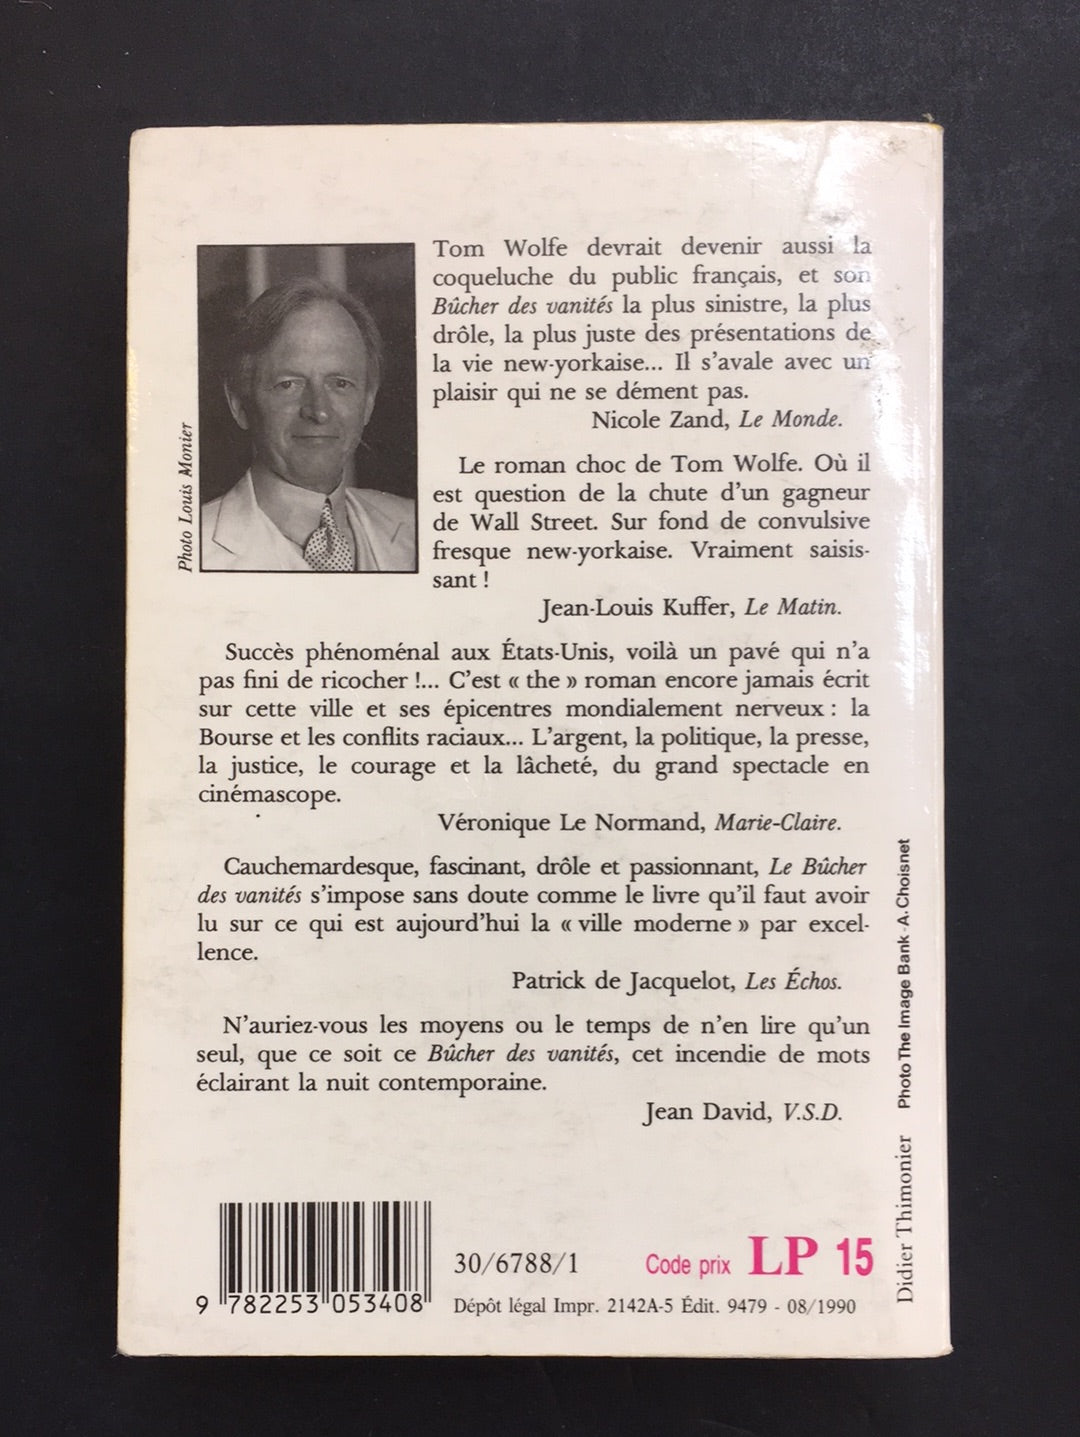 Tom Wolfe devrait devenir aussi la
coqueluche du public français, et son
Bûcher des vanités la plus sinistre, la plus
drôle, la plus juste des présentations de
la vie new-yorkaise... Il s'avale avec un
plaisir qui ne se dément pas.
Nicole Zand, Le Monde.
Photo Louis Monier
Le roman choc de Tom Wolfe. Où il
est question de la chute d'un gagneur
de Wall Street. Sur fond de convulsive
fresque new-yorkaise. Vraiment saisis-
sant !
Jean-Louis Kuffer, Le Matin.
Succès phénoménal aux États-Unis, voilà un pavé qui n'a
pas fini de ricocher !... C'est « the » roman encore jamais écrit
sur cette ville et ses épicentres mondialement nerveux : la
Bourse et les conflits raciaux... L'argent, la politique, la presse,
la justice, le courage et la lâcheté, du grand spectacle en
cinémascope.
Véronique Le Normand, Marie-Claire.
Cauchemardesque, fascinant, drôle et passionnant, Le Bûcher
des vanités s'impose sans doute comme le livre qu'il faut avoir
lu sur ce qui est aujourd'hui la « ville moderne » par excel-
lence.
Patrick de Jacquelot, Les Échos.
N'auriez-vous les moyens ou le temps de n'en lire qu'un
seul, que ce soit ce Bûcher des vanités, cet incendie de mots
éclairant la nuit contemporaine.
Jean David, V.S.D.
Didier Thimonier Photo The Image Bank - A. Choisnet
30/6788/1 Code prix LP 15
9 782253 053408
Dépôt légal Impr. 2142A-5 Édit. 9479 - 08/1990